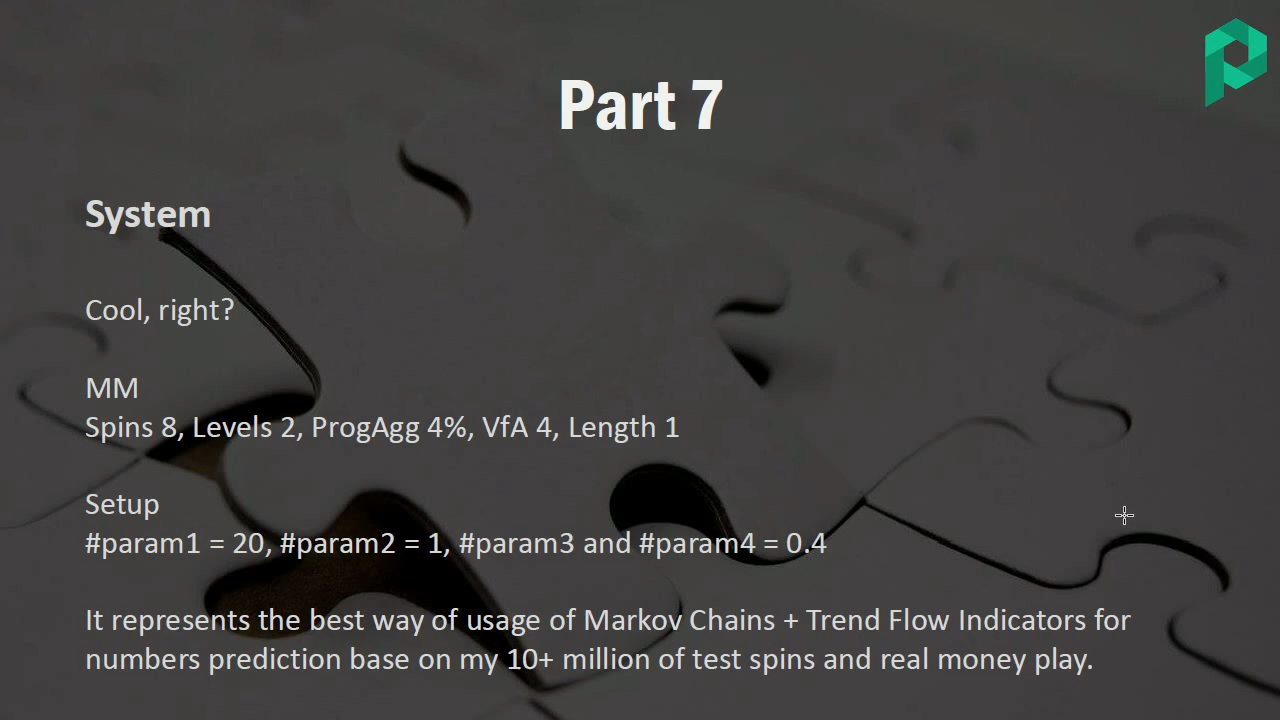 Part 7
System
Cool, right?
MM
Spins 8, Levels 2, ProgAgg 4%, VfA 4, Length 1
Setup
#param1 = 20, #param2 = 1, #param3 and #param4 = 0.4
It represents the best way of usage of Markov Chains + Trend Flow Indicators for
numbers prediction base on my 10+ million of test spins and real money play.